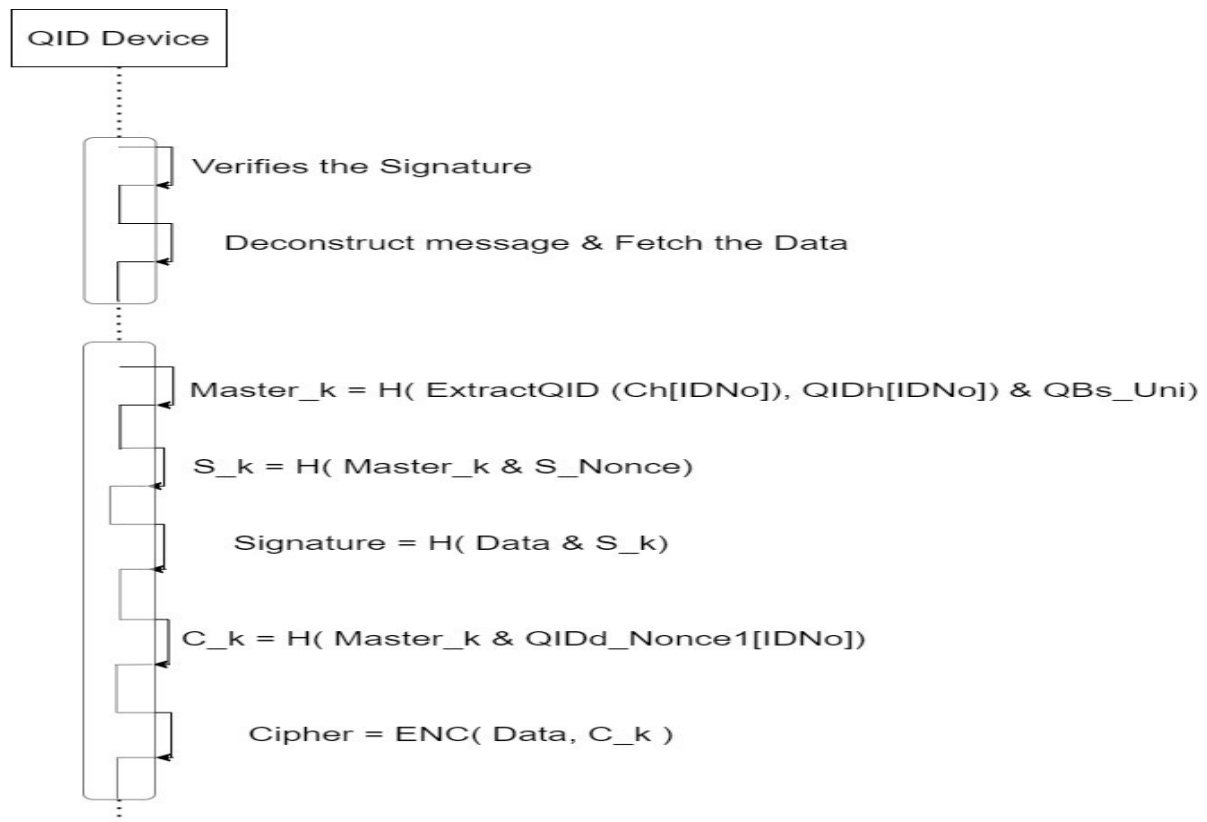 QID Device
Verifies the Signature
Deconstruct message & Fetch the Data
Master_k = H( ExtractQID (Ch[IDNo]), QIDh[IDNo]) & QBs_Uni)
S_k = H( Master_k & S_Nonce)
Signature = H( Data & S_k)
C_k = H( Master_k & QIDd_Nonce1[IDNo])
Cipher = ENC( Data, C_k )